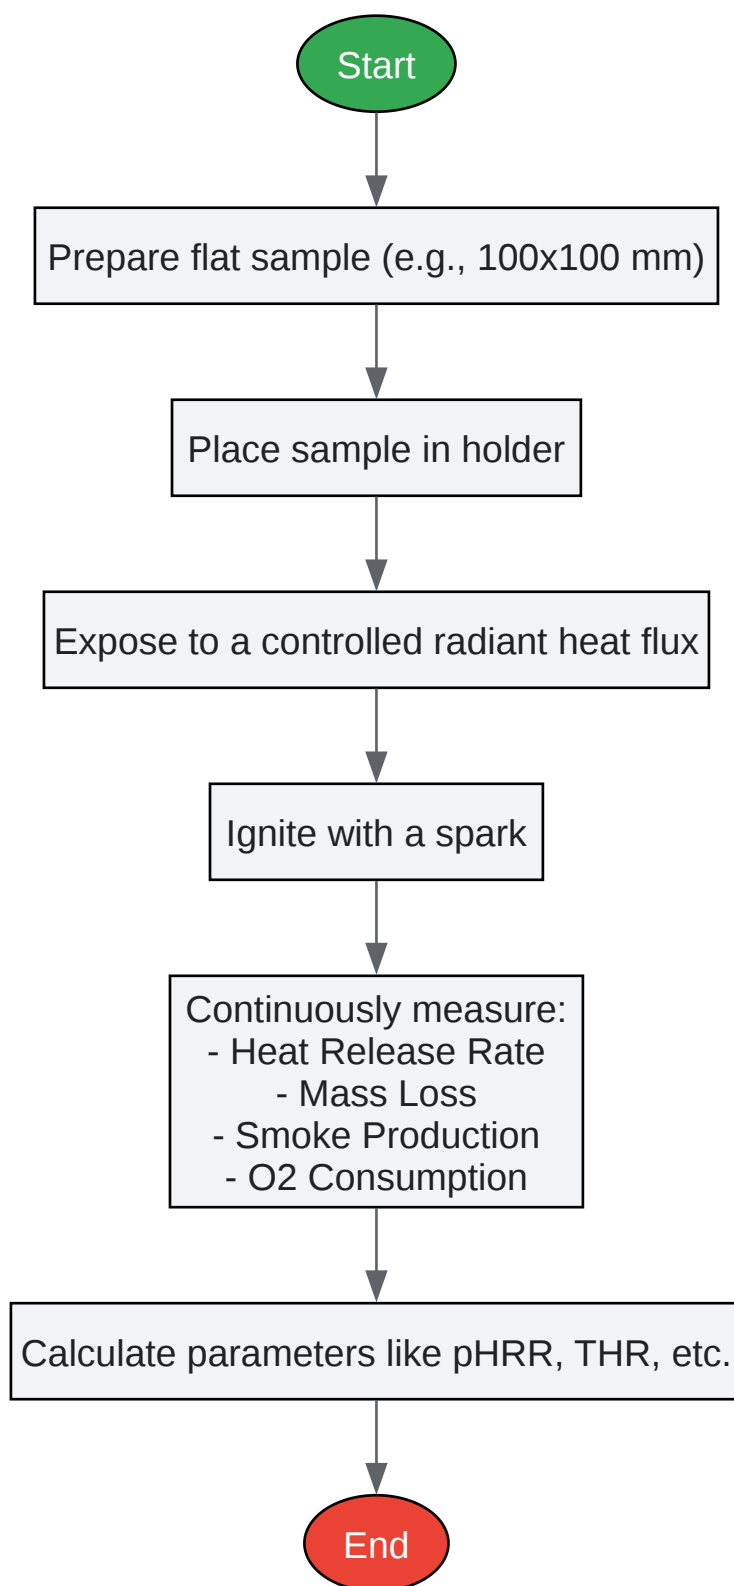 Start
Prepare flat sample (e.g., 100x100 mm)
Place sample in holder
Expose to a controlled radiant heat flux
Ignite with a spark
Continuously measure:
- Heat Release Rate
- Mass Loss
- Smoke Production
- O2 Consumption
Calculate parameters like pHRR, THR, etc.
End